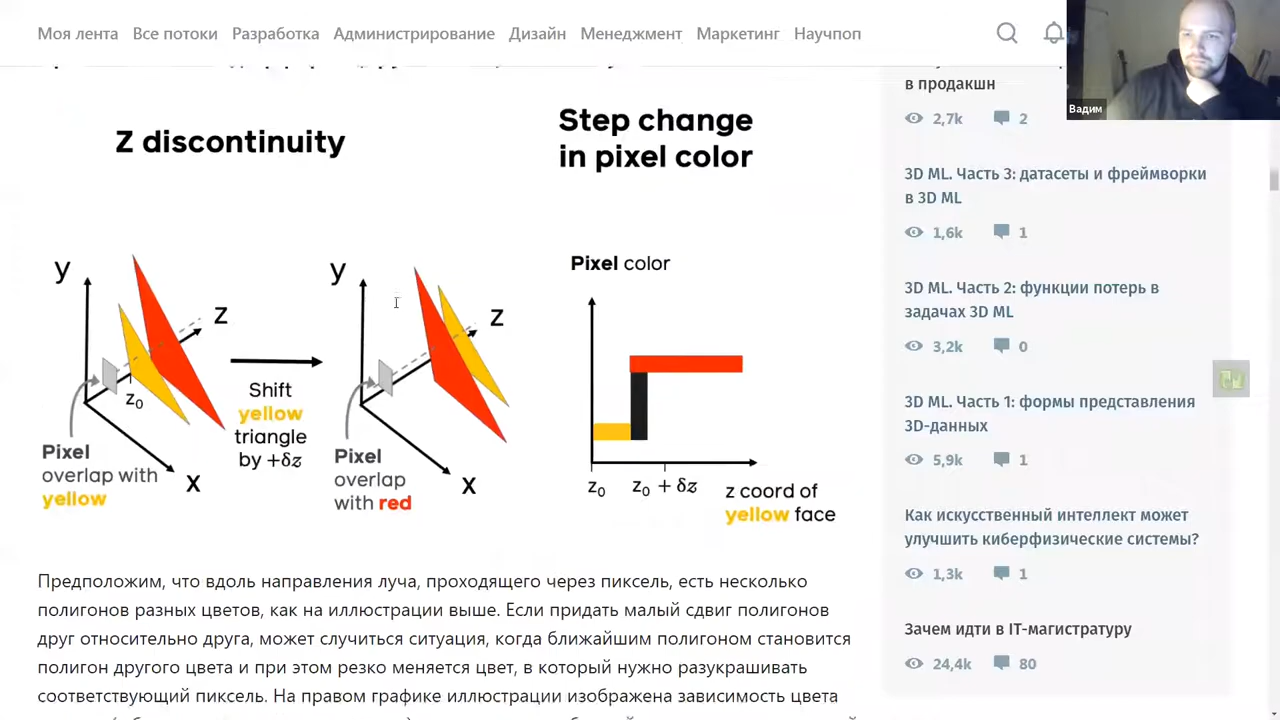 Моя лента Все потоки Разработка Администрирование Дизайн Менеджмент Маркетинг Научпоп
Вадим
Z discontinuity
Step change
in pixel color
y
z
z₀
x
Pixel
overlap with
yellow
Shift
yellow
triangle
by +δz
y
z
x
Pixel
overlap
with red
Pixel color
z₀
z₀ + δz
z coord of
yellow face
Предположим, что вдоль направления луча, проходящего через пиксель, есть несколько
полигонов разных цветов, как на иллюстрации выше. Если придать малый сдвиг полигонов
друг относительно друга, может случиться ситуация, когда ближайшим полигоном становится
полигон другого цвета и при этом резко меняется цвет, в который нужно разукрашивать
соответствующий пиксель. На правом графике иллюстрации изображена зависимость цвета
в продакшн
2,7k 2
3D ML. Часть 3: датасеты и фреймворки
в 3D ML
1,6k 1
3D ML. Часть 2: функции потерь в
задачах 3D ML
3,2k 0
3D ML. Часть 1: формы представления
3D-данных
5,9k 1
Как искусственный интеллект может
улучшить киберфизические системы?
1,3k 1
Зачем идти в IT-магистратуру
24,4k 80